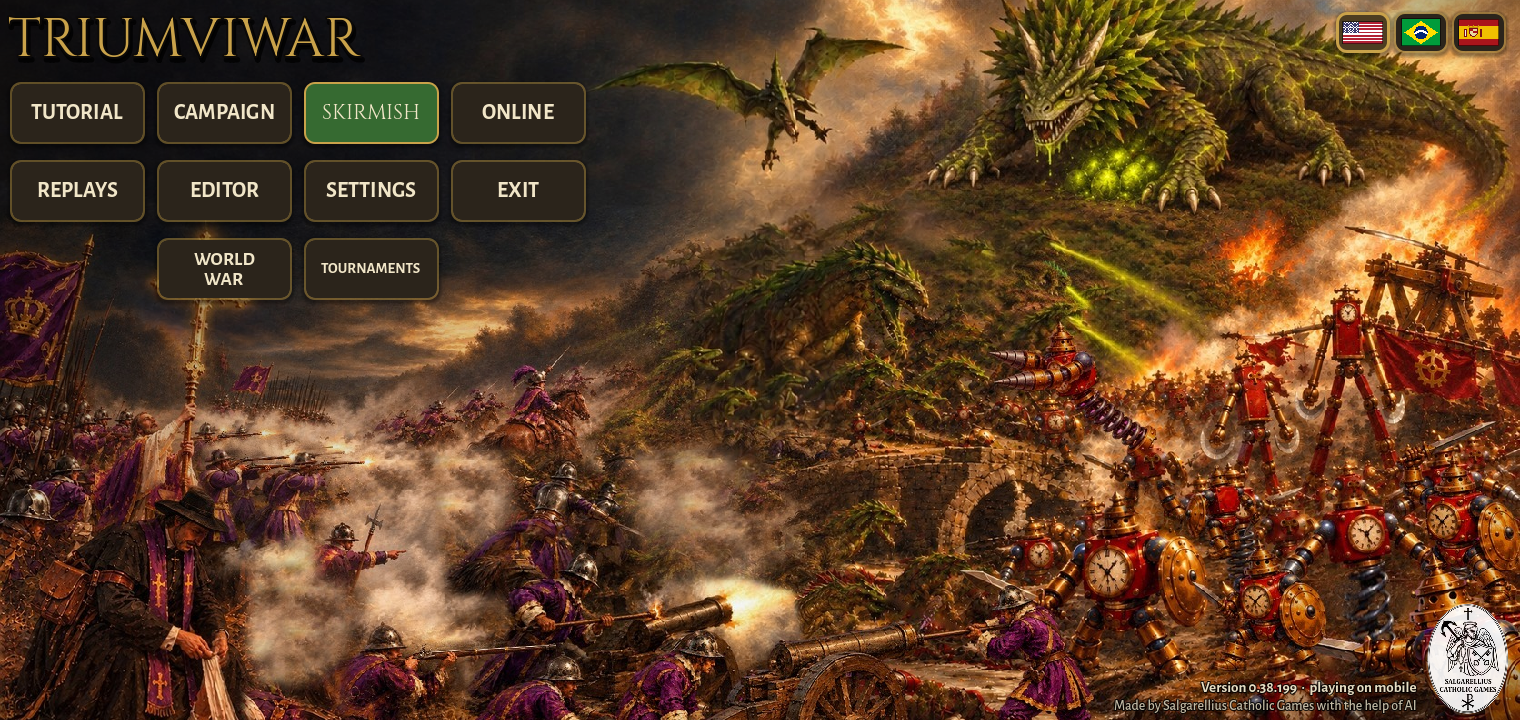 TRIUMVIWAR
TUTORIAL
CAMPAIGN
SKIRMISH
ONLINE
REPLAYS
EDITOR
SETTINGS
EXIT
WORLD
WAR
TOURNAMENTS
Version 0.38.199 · playing on mobile
Made by Salgarellius Catholic Games with the help of AI
SALGARELLIUS
CATHOLIC GAMES